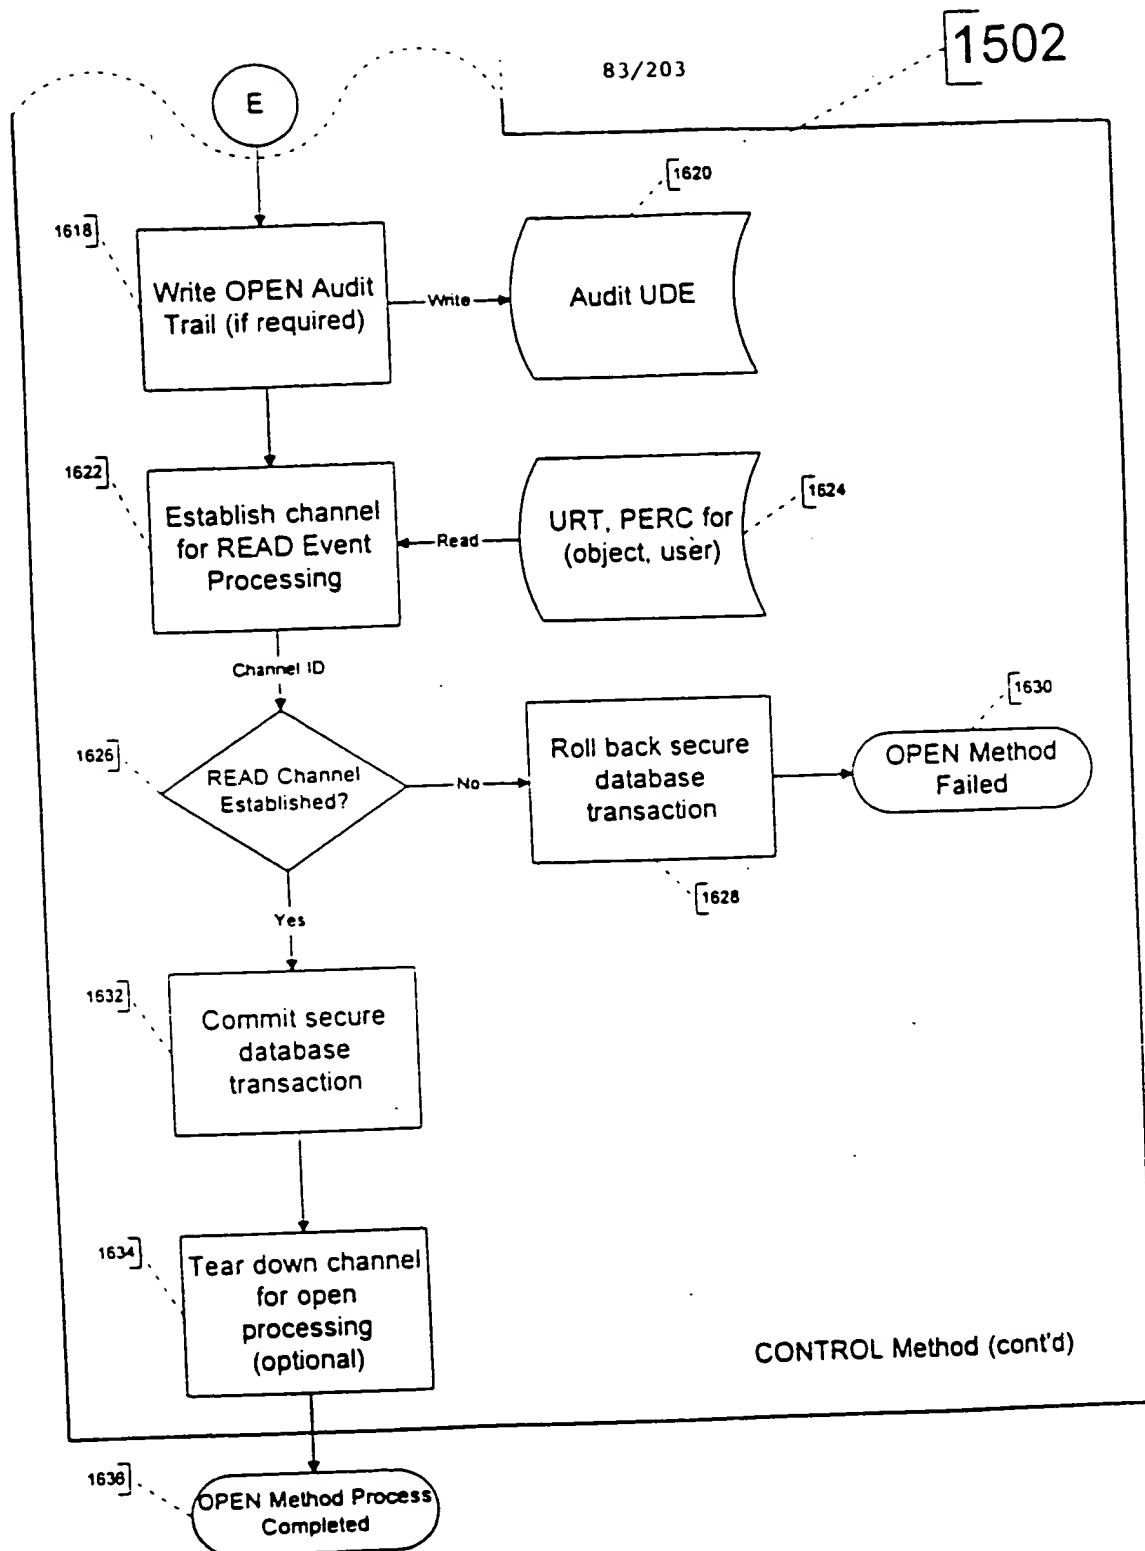 1502
83/203
E
1620
1618
Write OPEN Audit
Trail (if required)
Write
Audit UDE
1622
1624
Establish channel
for READ Event
Processing
Read
URT, PERC for
(object, user)
Channel ID
1626
READ Channel
Established?
No
Roll back secure
database
transaction
1630
OPEN Method
Failed
1628
Yes
1632
Commit secure
database
transaction
1634
Tear down channel
for open
processing
(optional)
CONTROL Method (cont'd)
1636
OPEN Method Process
Completed